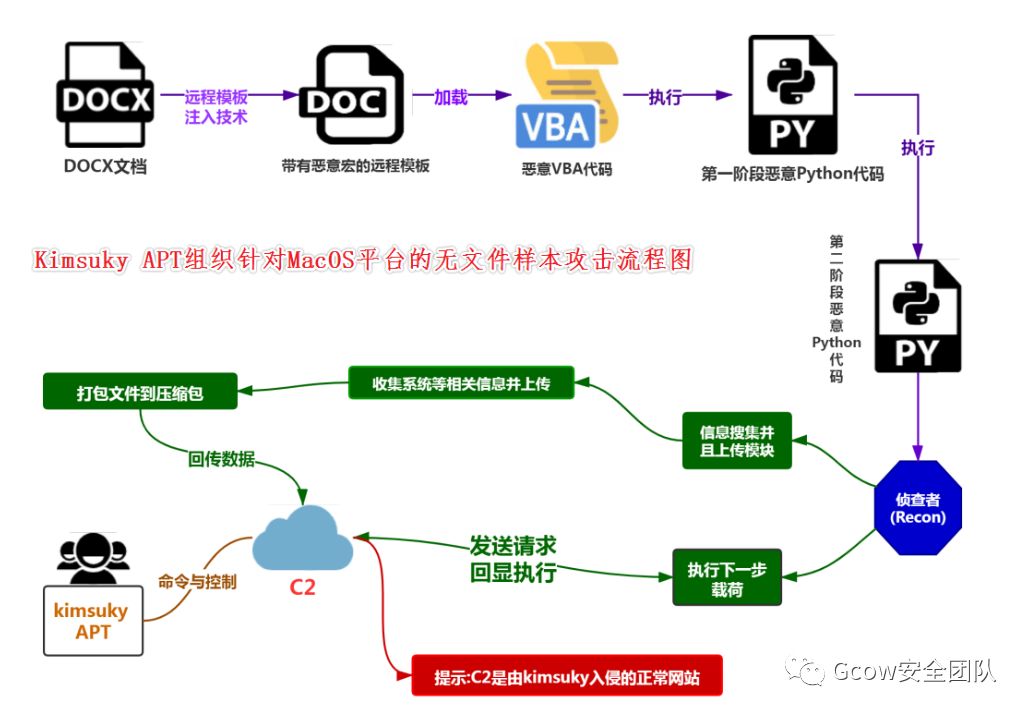 DOCX
远程模板
注入技术
DOC
加载
VBA
执行
PY
执行
DOCX文档
带有恶意宏的远程模板
恶意VBA代码
第一阶段恶意Python代码
Kimsuky APT组织针对MacOS平台的无文件样本攻击流程图
第二阶段恶意Python代码
PY
打包文件到压缩包
收集系统等相关信息并上传
信息搜集并
且上传模块
回传数据
侦查者
(Recon)
发送请求
回显执行
执行下一步
载荷
C2
命令与控制
kimsuky
APT
提示:C2是由kimsuky入侵的正常网站
Gcow安全团队